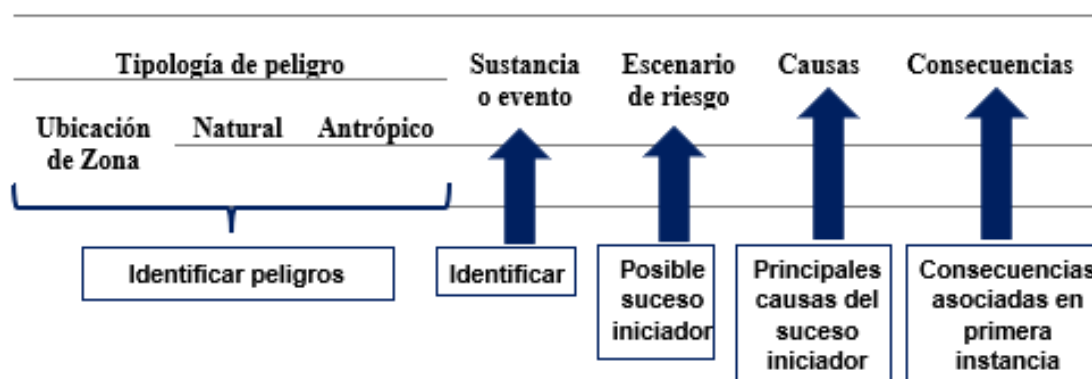 Tipología de peligro
Sustancia
o evento
Escenario
de riesgo
Causas
Consecuencias
Ubicación
de Zona
Natural
Antrópico
Identificar peligros
Identificar
Posible
suceso
iniciador
Principales
causas del
suceso
iniciador
Consecuencias
asociadas en
primera
instancia